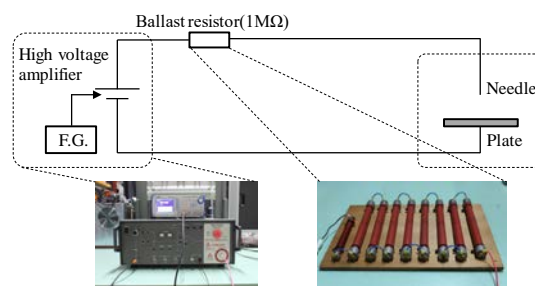 Ballast resistor(1MΩ)
High voltage
amplifier
F.G.
Needle
Plate